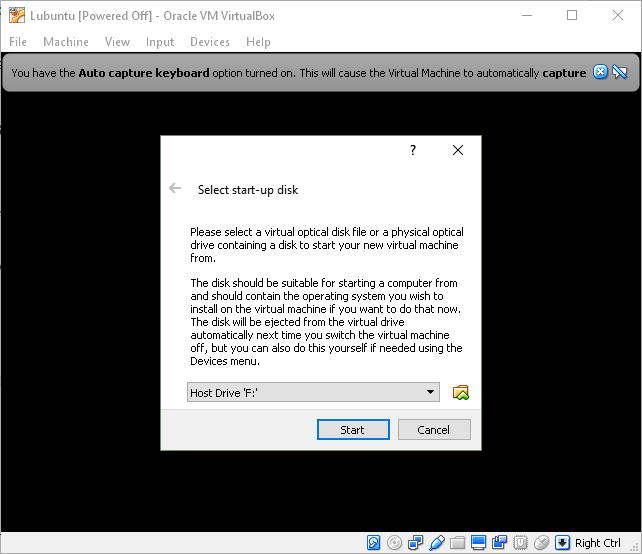 Lubuntu [Powered Off] - Oracle VM VirtualBox
File Machine View Input Devices Help
You have the Auto capture keyboard option turned on. This will cause the Virtual Machine to automatically capture
?
Select start-up disk
Please select a virtual optical disk file or a physical optical
drive containing a disk to start your new virtual machine
from.
The disk should be suitable for starting a computer from
and should contain the operating system you wish to
install on the virtual machine if you want to do that now.
The disk will be ejected from the virtual drive
automatically next time you switch the virtual machine
off, but you can also do this yourself if needed using the
Devices menu.
Host Drive 'F:'
Start Cancel
Right Ctrl